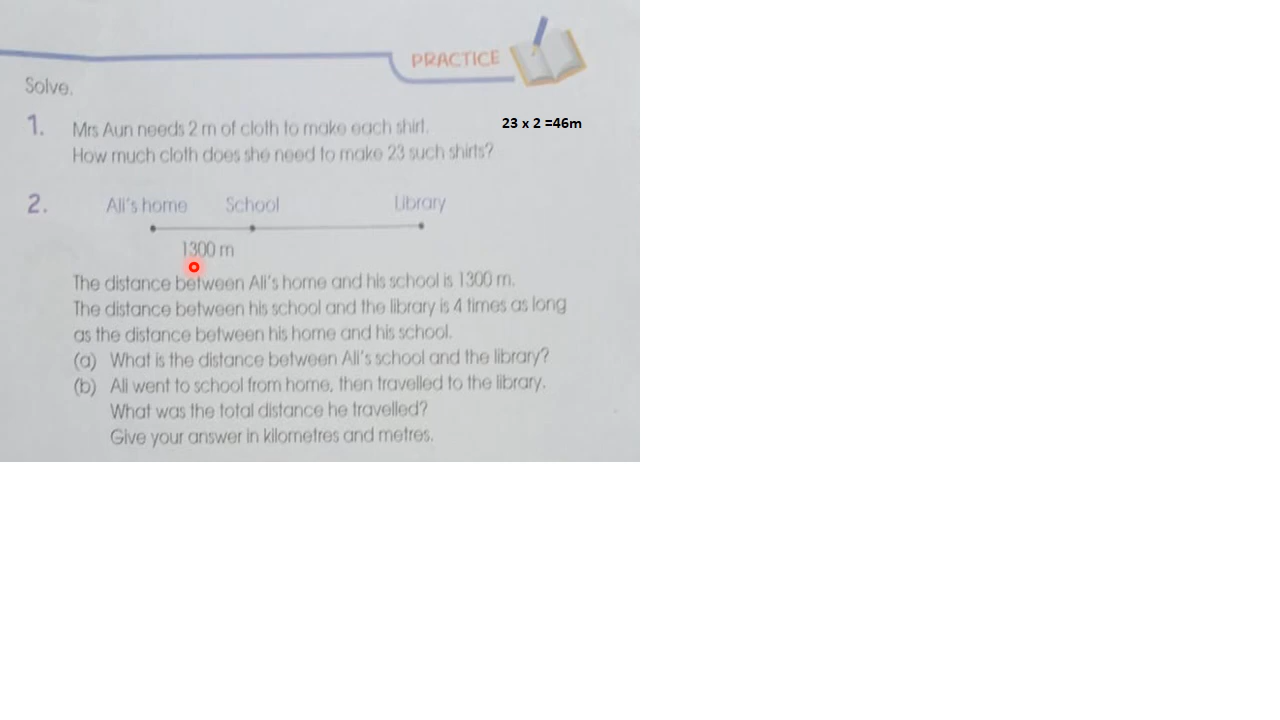 PRACTICE
Solve.
1. Mrs Aun needs 2 m of cloth to make each shirt.
23 x 2 =46m
How much cloth does she need to make 23 such shirts?
2. Ali's home School Library
1300 m
The distance between Ali's home and his school is 1300 m.
The distance between his school and the library is 4 times as long
as the distance between his home and his school.
(a) What is the distance between Ali's school and the library?
(b) Ali went to school from home, then travelled to the library.
What was the total distance he travelled?
Give your answer in kilometres and metres.